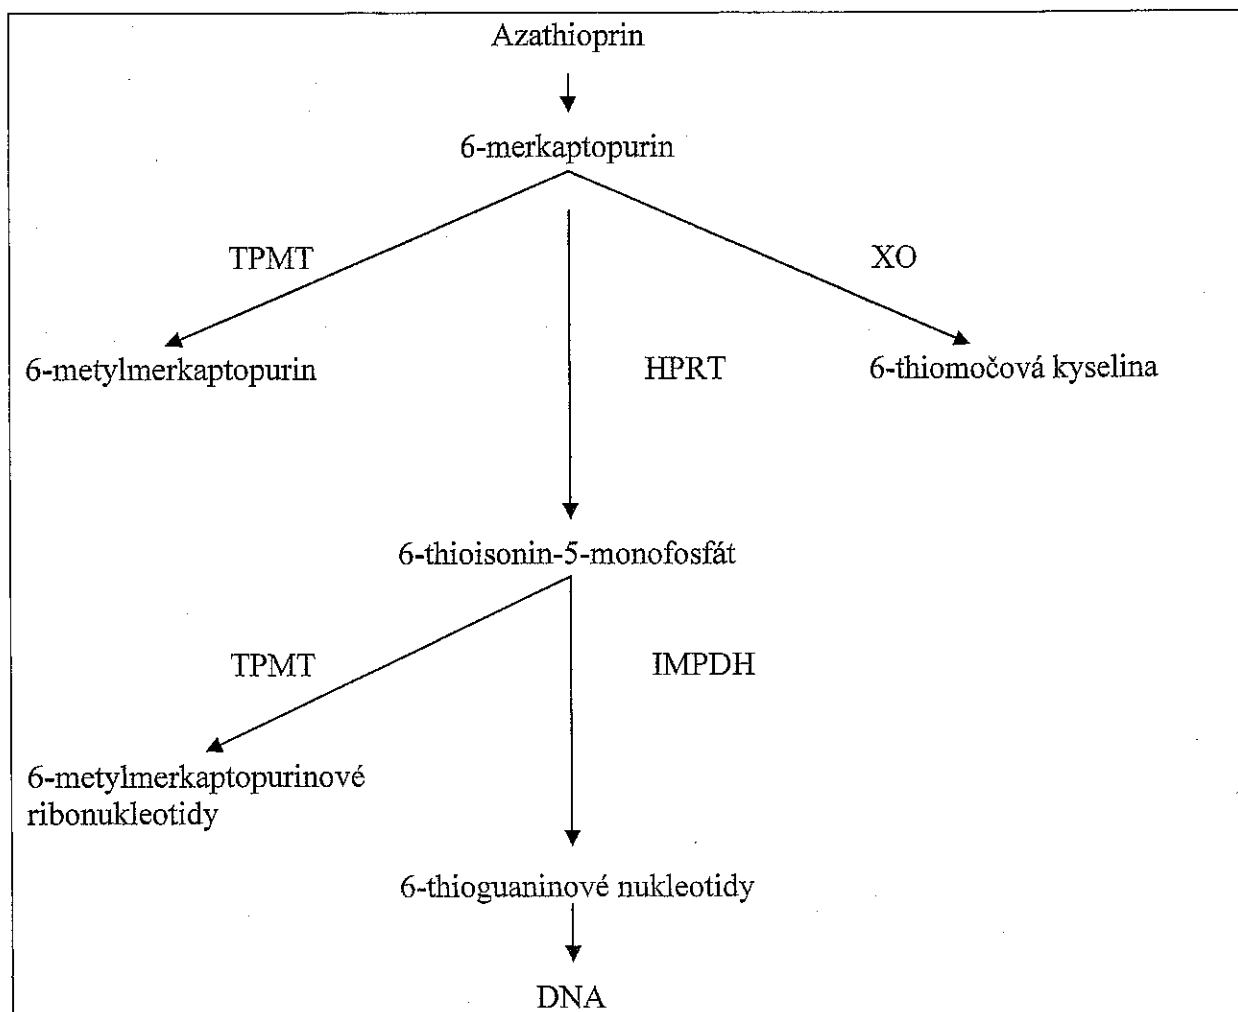 Azathioprin
6-merkaptopurin
TPMT
XO
6-metylmerkaptopurin
HPRT
6-thiomočová kyselina
6-thioisonin-5-monofosfát
TPMT
IMPDH
6-metylmerkaptopurinové
ribonukleotidy
6-thioguaninové nukleotidy
DNA